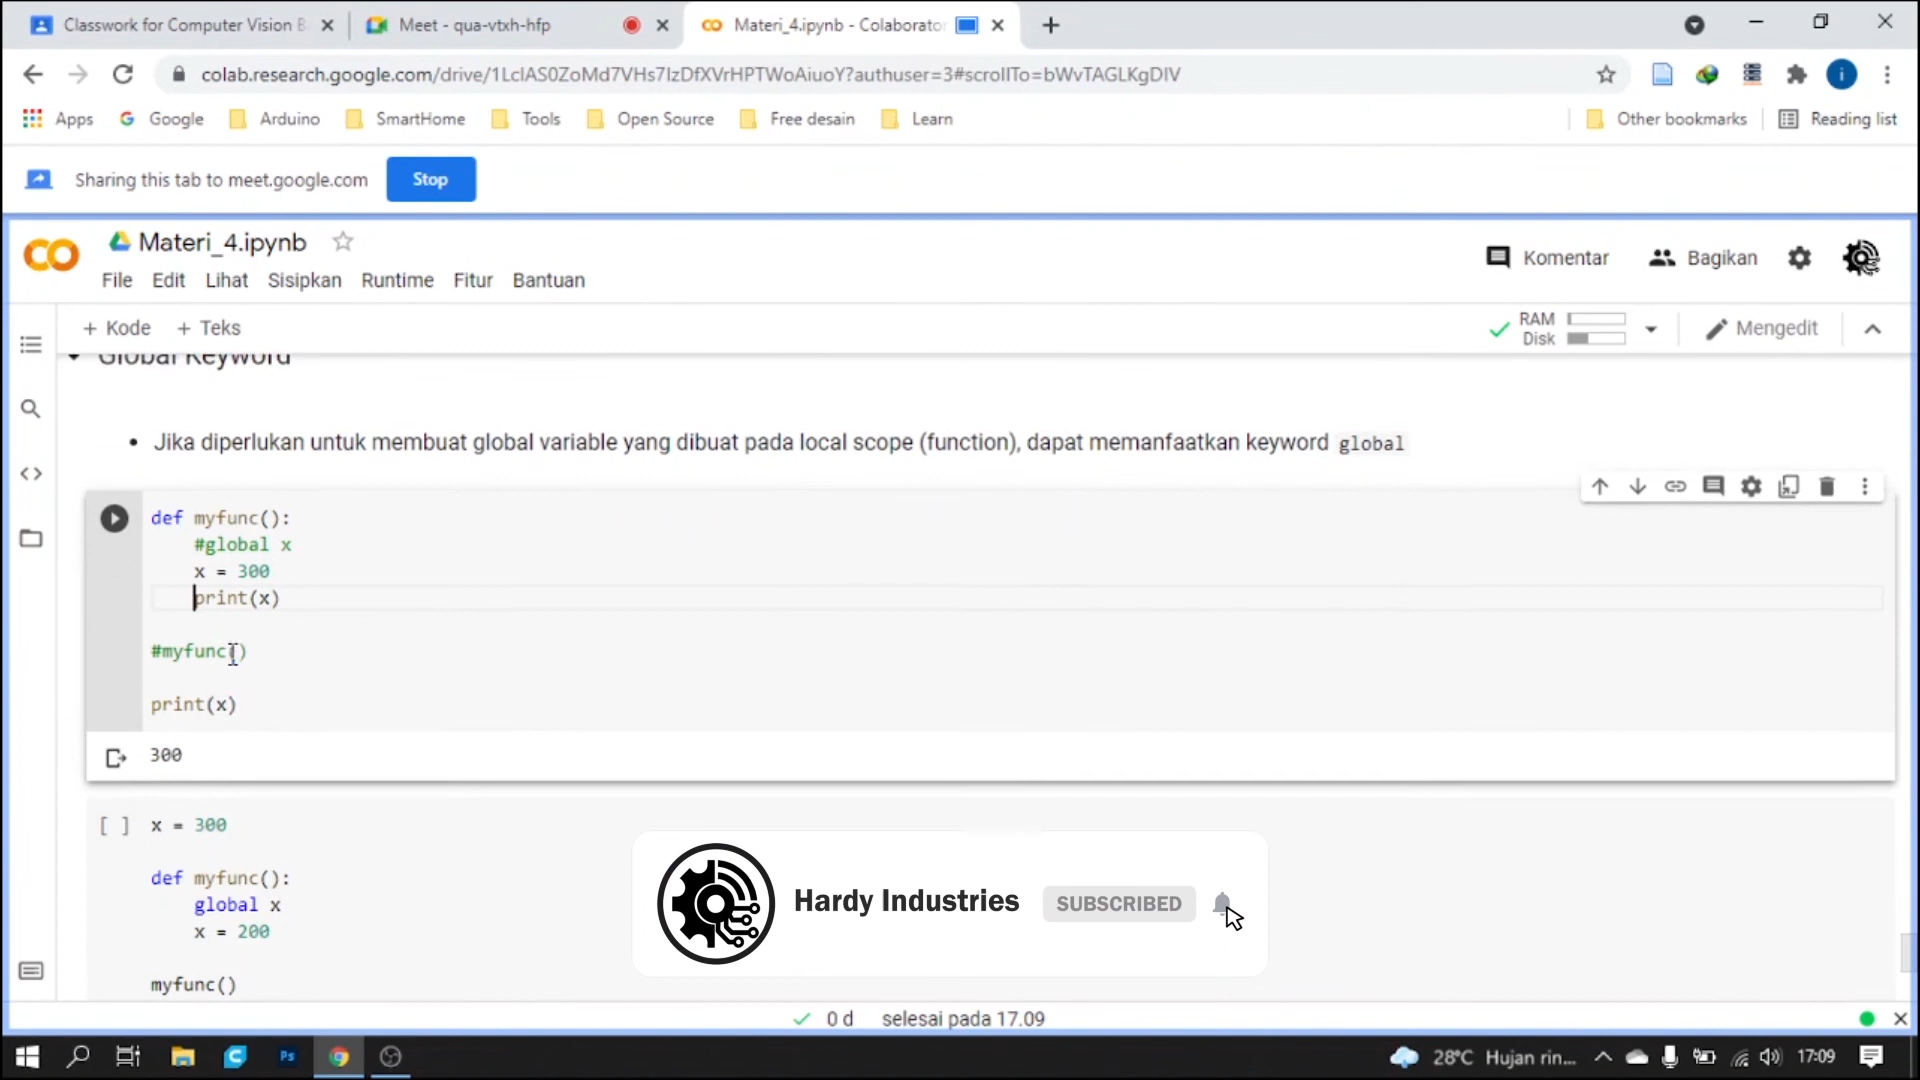 Classwork for Computer Vision B
Meet - qua-vtxh-hfp
Materi_4.ipynb - Colaborator
colab.research.google.com/drive/1LclAS0ZoMd7VHs7IzDfXVrHPTWoAiuoY?authuser=3#scrollTo=bWvTAGLKgDIV
i
Apps
Google
Arduino
SmartHome
Tools
Open Source
Free desain
Learn
Other bookmarks
Reading list
Sharing this tab to meet.google.com
Stop
Materi_4.ipynb
Komentar
Bagikan
File Edit Lihat Sisipkan Runtime Fitur Bantuan
+ Kode + Teks
RAM
Disk
Mengedit
Global Keyword
• Jika diperlukan untuk membuat global variable yang dibuat pada local scope (function), dapat memanfaatkan keyword global
def myfunc():
#global x
x = 300
print(x)
#myfunc()
print(x)
300
[ ] x = 300
def myfunc():
global x
x = 200
myfunc()
Hardy Industries
SUBSCRIBED
0 d selesai pada 17.09
Ps
28°C Hujan rin...
17:09